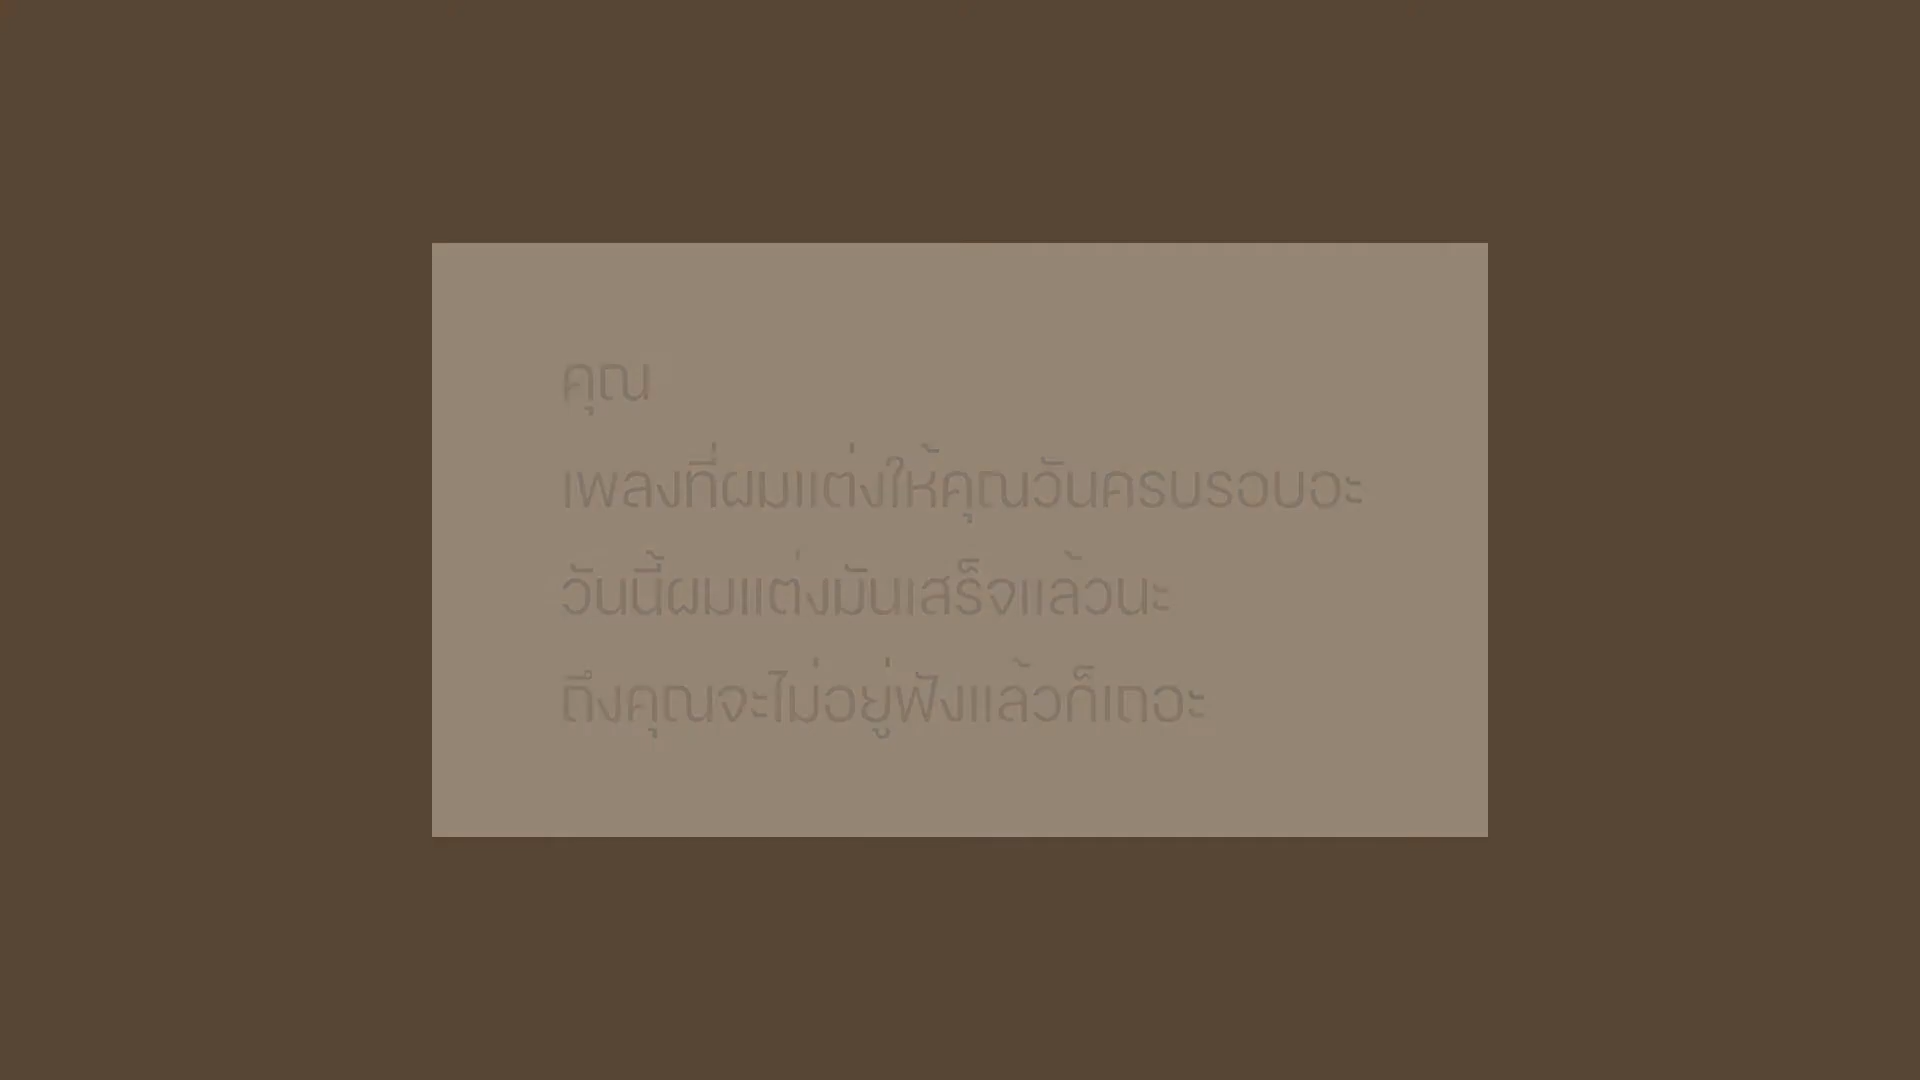 คุณ
เพลงที่ผมแต่งให้คุณวันครบรอบอะ
วันนี้ผมแต่งมันเสร็จแล้วนะ
ถึงคุณจะไม่อยู่ฟังแล้วก็เถอะ